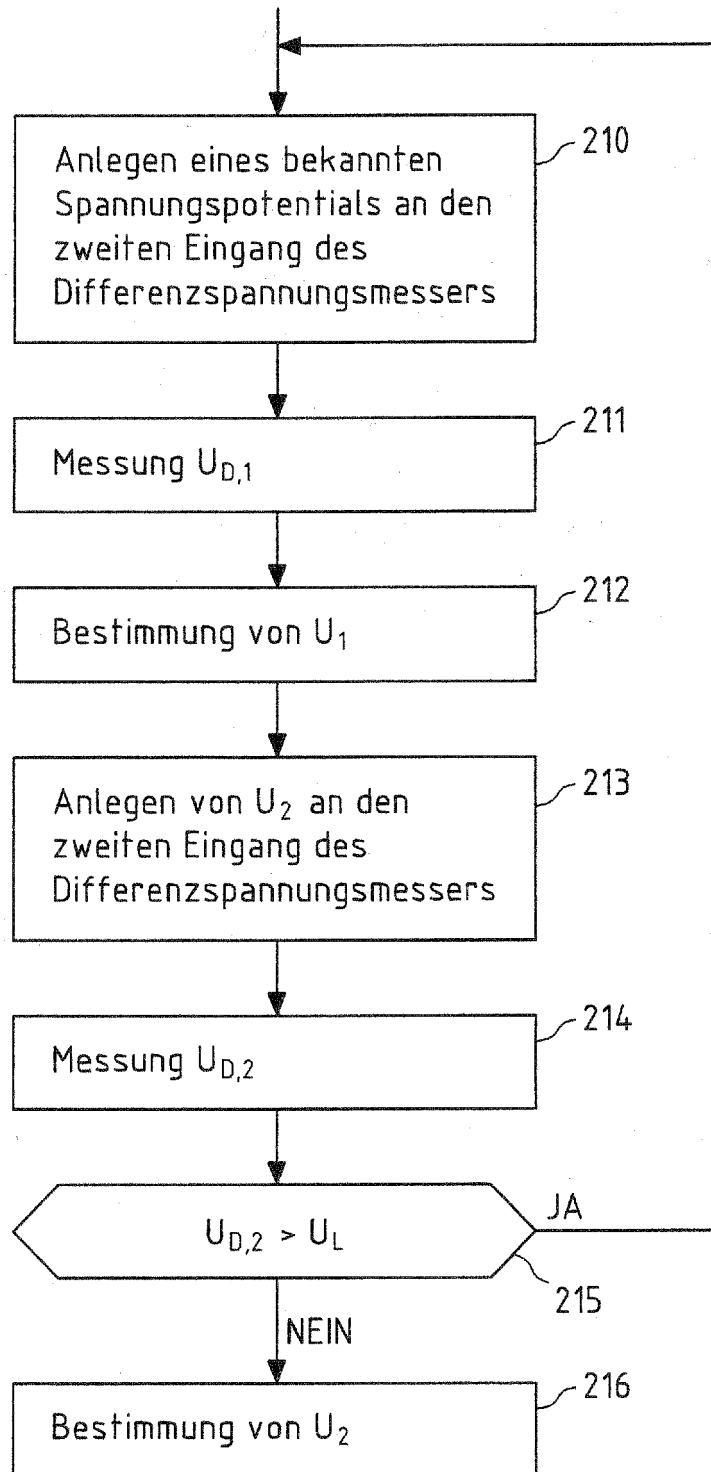 210
Anlegen eines bekannten
Spannungspotentials an den
zweiten Eingang des
Differenzspannungsmessers
211
Messung U_D,1
212
Bestimmung von U_1
213
Anlegen von U_2 an den
zweiten Eingang des
Differenzspannungsmessers
214
Messung U_D,2
U_D,2 > U_L
JA
215
NEIN
216
Bestimmung von U_2